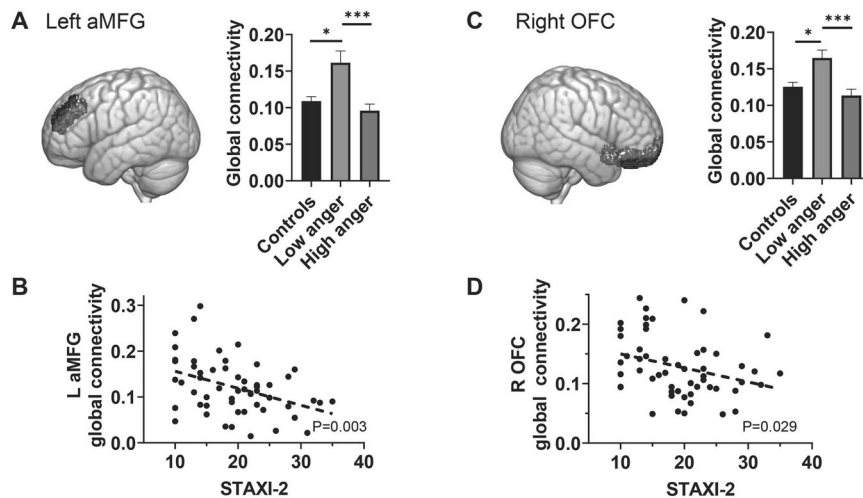 A Left aMFG
* ***
Global connectivity
0.20
0.15
0.10
0.05
0.00
Controls
Low anger
High anger
C Right OFC
* ***
Global connectivity
0.20
0.15
0.10
0.05
0.00
Controls
Low anger
High anger
B
L aMFG
global connectivity
0.3
0.2
0.1
0.0
P=0.003
10 20 30 40
STAXI-2
D
R OFC
global connectivity
0.2
0.1
0.0
P=0.029
10 20 30 40
STAXI-2